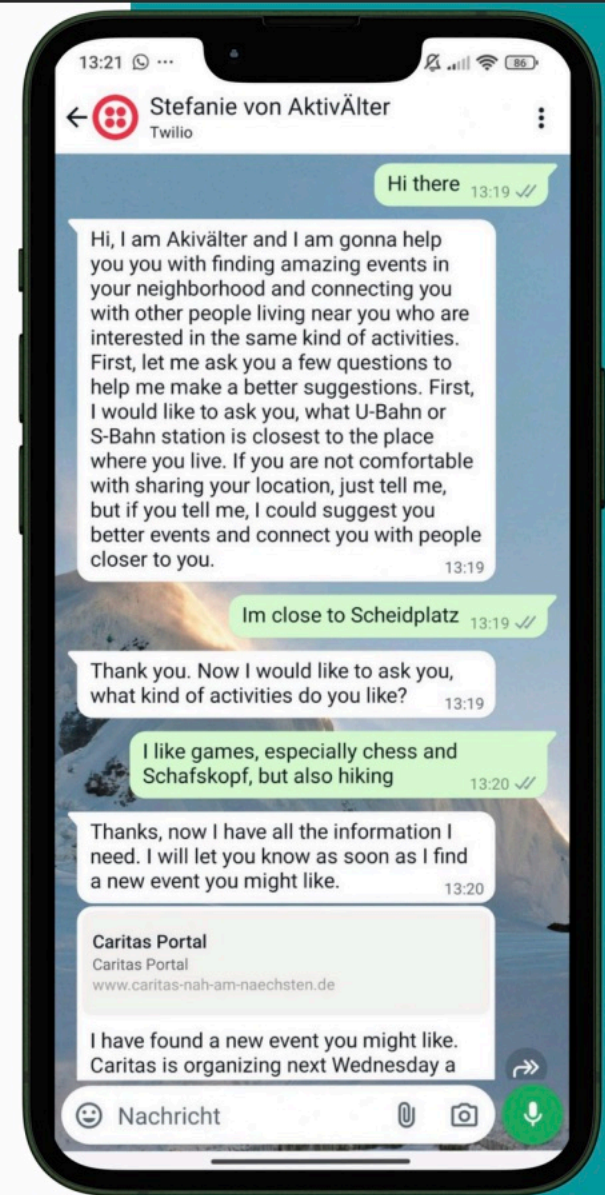 13:21
86
Stefanie von AktivÄlter
Twilio
Hi there 13:19
Hi, I am Akivälter and I am gonna help
you you with finding amazing events in
your neighborhood and connecting you
with other people living near you who are
interested in the same kind of activities.
First, let me ask you a few questions to
help me make a better suggestions. First,
I would like to ask you, what U-Bahn or
S-Bahn station is closest to the place
where you live. If you are not comfortable
with sharing your location, just tell me,
but if you tell me, I could suggest you
better events and connect you with people
closer to you. 13:19
Im close to Scheidplatz 13:19
Thank you. Now I would like to ask you,
what kind of activities do you like? 13:19
I like games, especially chess and
Schafskopf, but also hiking 13:20
Thanks, now I have all the information I
need. I will let you know as soon as I find
a new event you might like. 13:20
Caritas Portal
Caritas Portal
www.caritas-nah-am-naechsten.de
I have found a new event you might like.
Caritas is organizing next Wednesday a
Nachricht